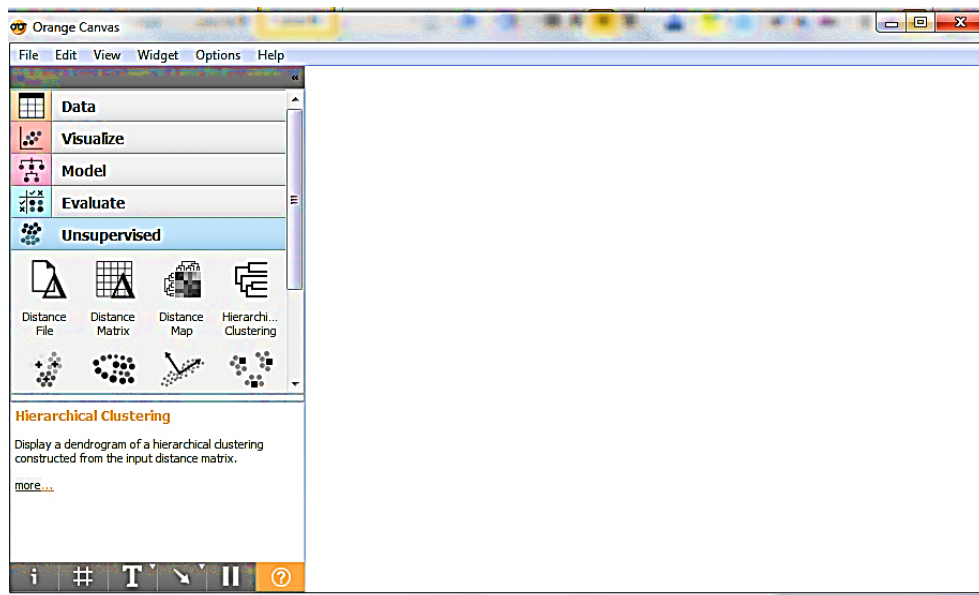 Orange Canvas
File Edit View Widget Options Help
Data
Visualize
Model
Evaluate
Unsupervised
Distance Distance Distance Hierarchi...
File Matrix Map Clustering
Hierarchical Clustering
Display a dendrogram of a hierarchical clustering
constructed from the input distance matrix.
more...
i # T ?